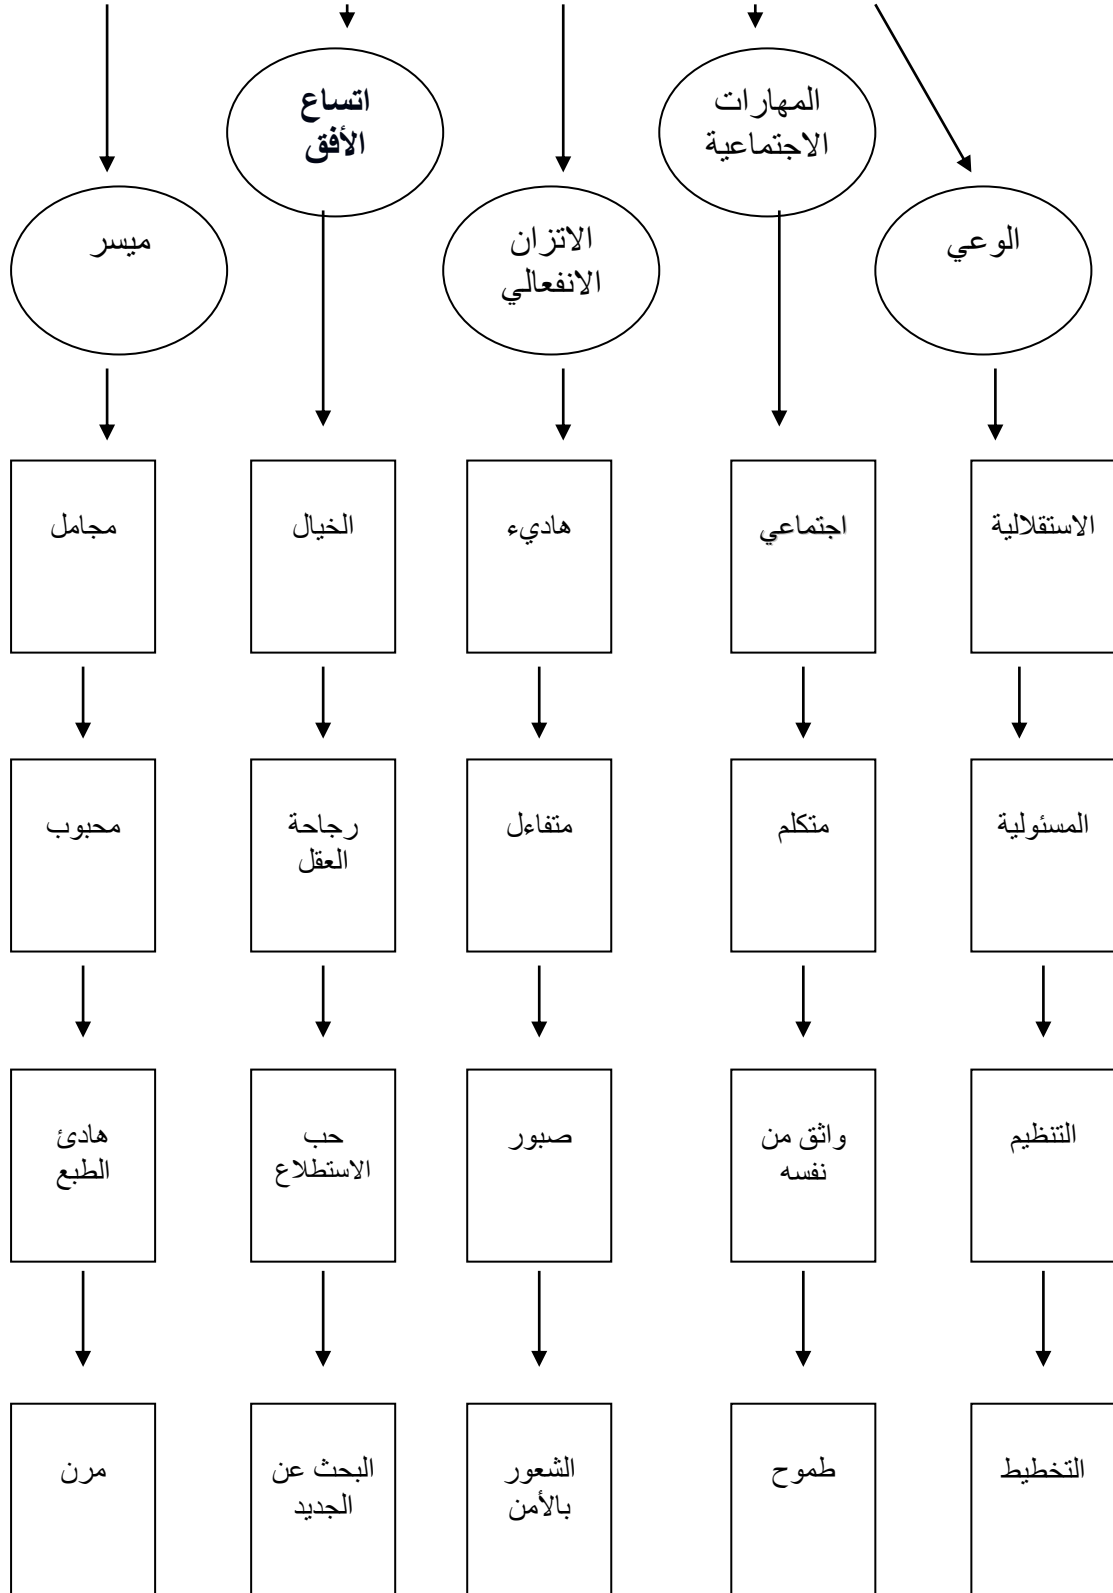 المهارات
الاجتماعية
اتساع
الأفق
الوعي
الاتزان
الانفعالي
ميسر
الاستقلالية
اجتماعي
هاديء
الخيال
مجامل
المسئولية
متكلم
متفاءل
رجاحة
العقل
محبوب
التنظيم
واثق من
نفسه
صبور
حب
الاستطلاع
هادئ
الطبع
التخطيط
طموح
الشعور
بالأمن
البحث عن
الجديد
مرن